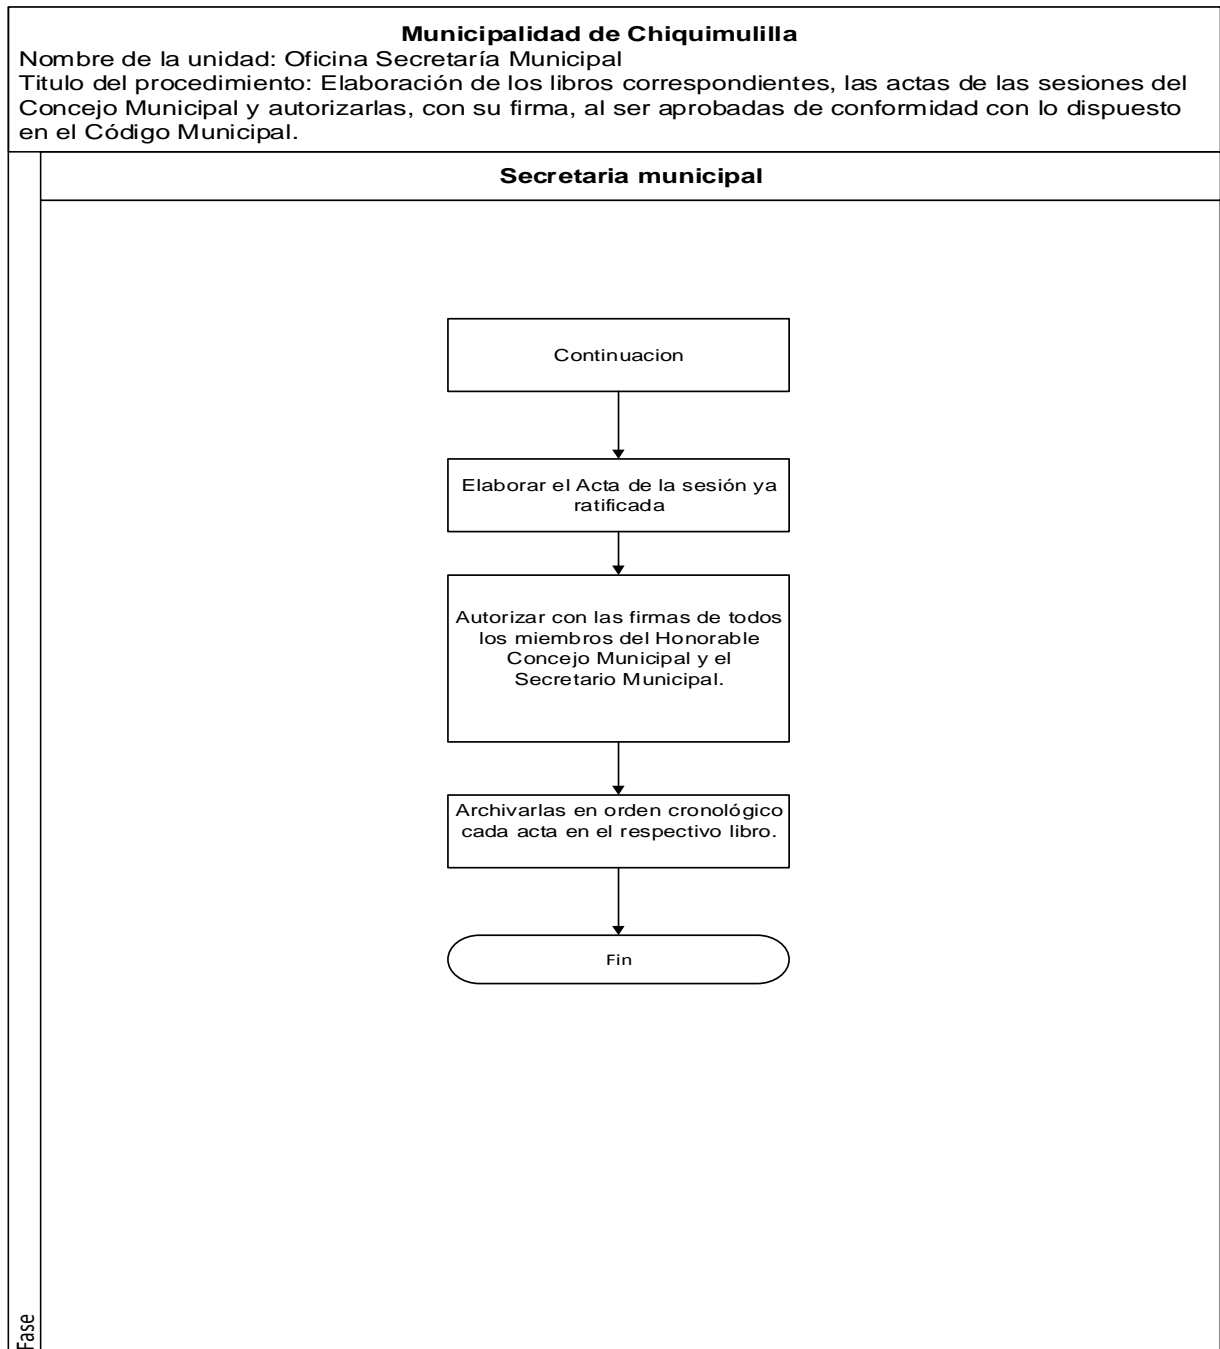 Municipalidad de Chiquimulilla
Nombre de la unidad: Oficina Secretaría Municipal
Titulo del procedimiento: Elaboración de los libros correspondientes, las actas de las sesiones del
Concejo Municipal y autorizarlas, con su firma, al ser aprobadas de conformidad con lo dispuesto
en el Código Municipal.
Secretaria municipal
Continuacion
Elaborar el Acta de la sesión ya
ratificada
Autorizar con las firmas de todos
los miembros del Honorable
Concejo Municipal y el
Secretario Municipal.
Archivarlas en orden cronológico
cada acta en el respectivo libro.
Fin
Fase